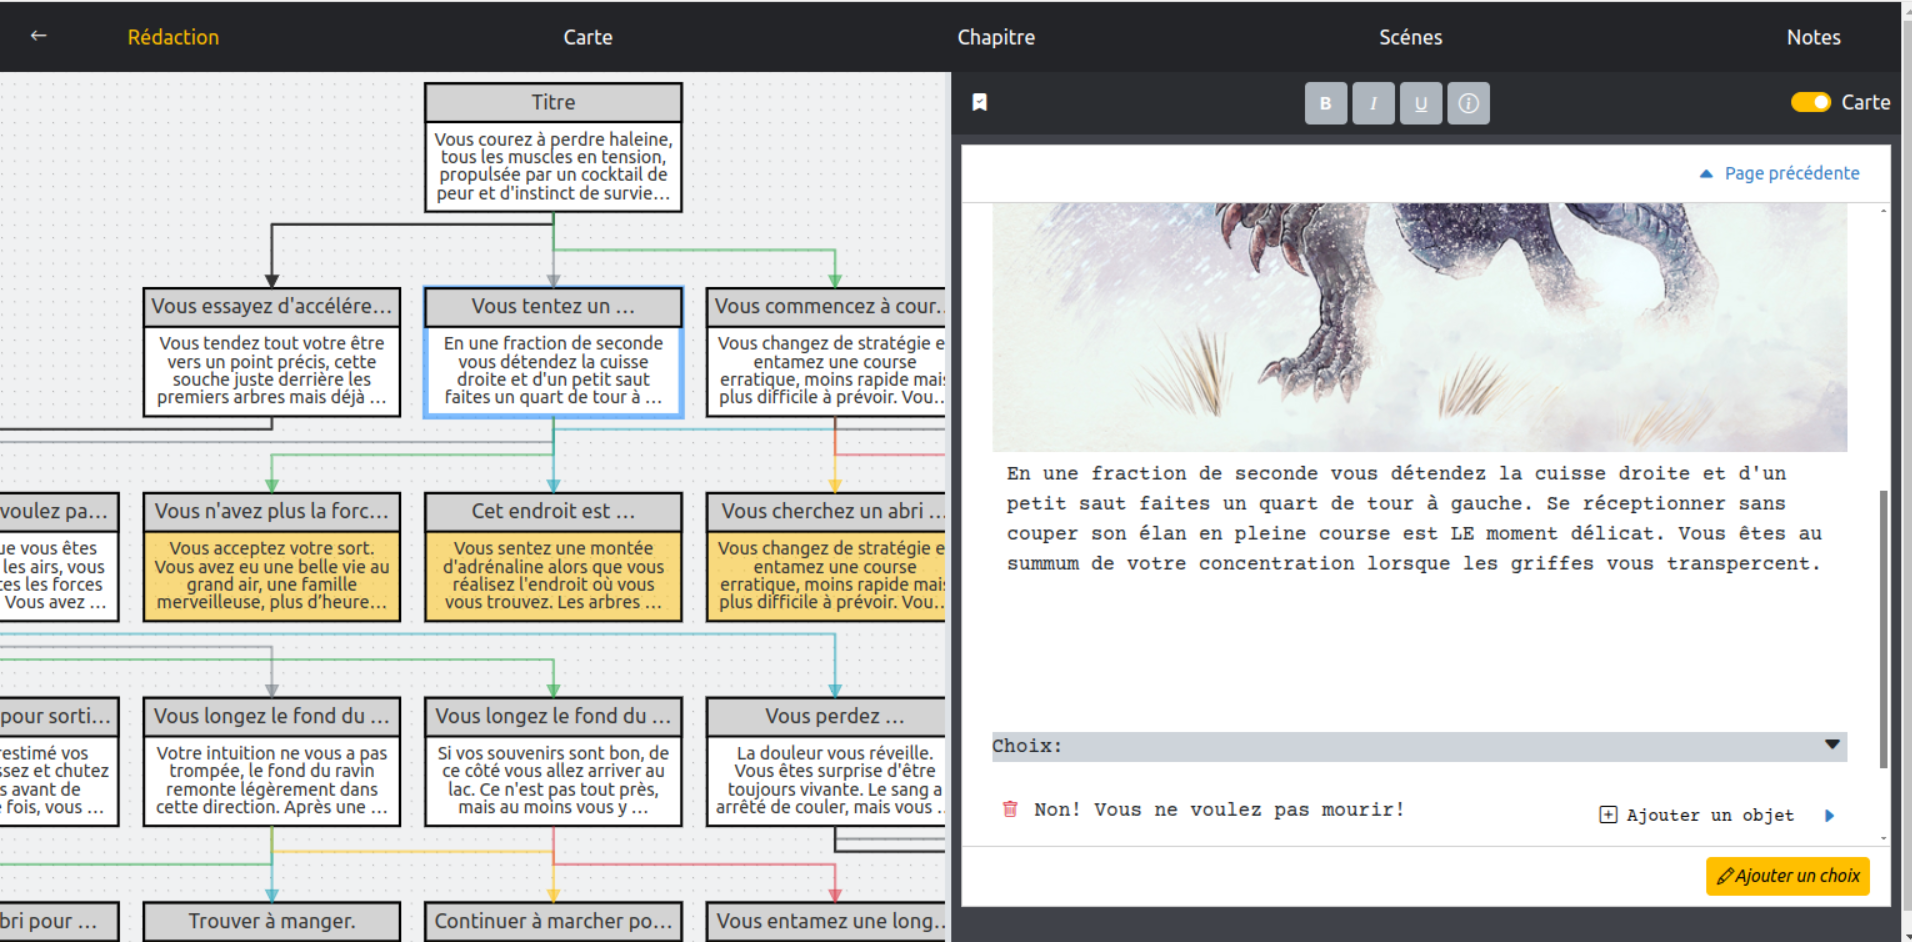 Rédaction
Carte
Chapitre
Scénes
Notes
Titre
Vous courez à perdre haleine,
tous les muscles en tension,
propulsée par un cocktail de
peur et d'instinct de survie...
Vous essayez d'accélére...
Vous tendez tout votre être
vers un point précis, cette
souche juste derrière les
premiers arbres mais déjà ...
Vous tentez un ...
En une fraction de seconde
vous détendez la cuisse
droite et d'un petit saut
faites un quart de tour à ...
Vous commencez à cour..
Vous changez de stratégie e
entamez une course
erratique, moins rapide mais
plus difficile à prévoir. Vou..
voulez pa...
ue vous êtes
les airs, vous
tes les forces
Vous avez ...
Vous n'avez plus la forc...
Vous acceptez votre sort.
Vous avez eu une belle vie au
grand air, une famille
merveilleuse, plus d'heure...
Cet endroit est ...
Vous sentez une montée
d'adrénaline alors que vous
réalisez l'endroit où vous
vous trouvez. Les arbres ...
Vous cherchez un abri ...
Vous changez de stratégie e
entamez une course
erratique, moins rapide mais
plus difficile à prévoir. Vou..
pour sorti...
restimé vos
ssez et chutez
s avant de
fois, vous ...
Vous longez le fond du ...
Votre intuition ne vous a pas
trompée, le fond du ravin
remonte légèrement dans
cette direction. Après une ...
Vous longez le fond du ...
Si vos souvenirs sont bon, de
ce côté vous allez arriver au
lac. Ce n'est pas tout près,
mais au moins vous y ...
Vous perdez ...
La douleur vous réveille.
Vous êtes surprise d'être
toujours vivante. Le sang a
arrêté de couler, mais vous ..
bri pour ...
Trouver à manger.
Continuer à marcher po...
Vous entamez une long..
B
I
U
Carte
Page précédente
En une fraction de seconde vous détendez la cuisse droite et d'un
petit saut faites un quart de tour à gauche. Se réceptionner sans
couper son élan en pleine course est LE moment délicat. Vous êtes au
summum de votre concentration lorsque les griffes vous transpercent.
Choix:
Non! Vous ne voulez pas mourir!
Ajouter un objet
Ajouter un choix